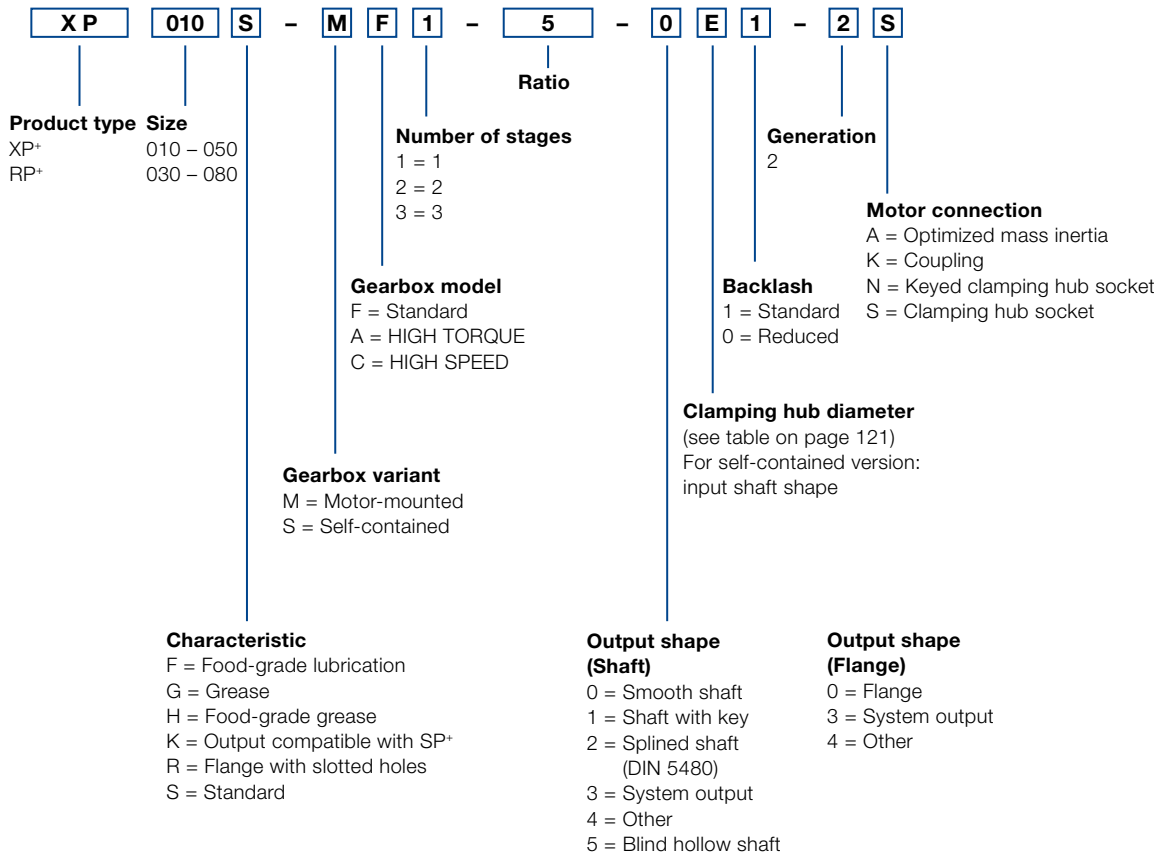 XP 010 S – M F 1 – 5 – 0 E 1 – 2 S
Ratio
Product type
XP+
RP+
Size
010 – 050
030 – 080
Number of stages
1 = 1
2 = 2
3 = 3
Generation
2
Motor connection
A = Optimized mass inertia
K = Coupling
N = Keyed clamping hub socket
S = Clamping hub socket
Gearbox model
F = Standard
A = HIGH TORQUE
C = HIGH SPEED
Backlash
1 = Standard
0 = Reduced
Clamping hub diameter
(see table on page 121)
For self-contained version:
input shaft shape
Gearbox variant
M = Motor-mounted
S = Self-contained
Characteristic
F = Food-grade lubrication
G = Grease
H = Food-grade grease
K = Output compatible with SP+
R = Flange with slotted holes
S = Standard
Output shape
(Shaft)
0 = Smooth shaft
1 = Shaft with key
2 = Splined shaft
(DIN 5480)
3 = System output
4 = Other
5 = Blind hollow shaft
Output shape
(Flange)
0 = Flange
3 = System output
4 = Other